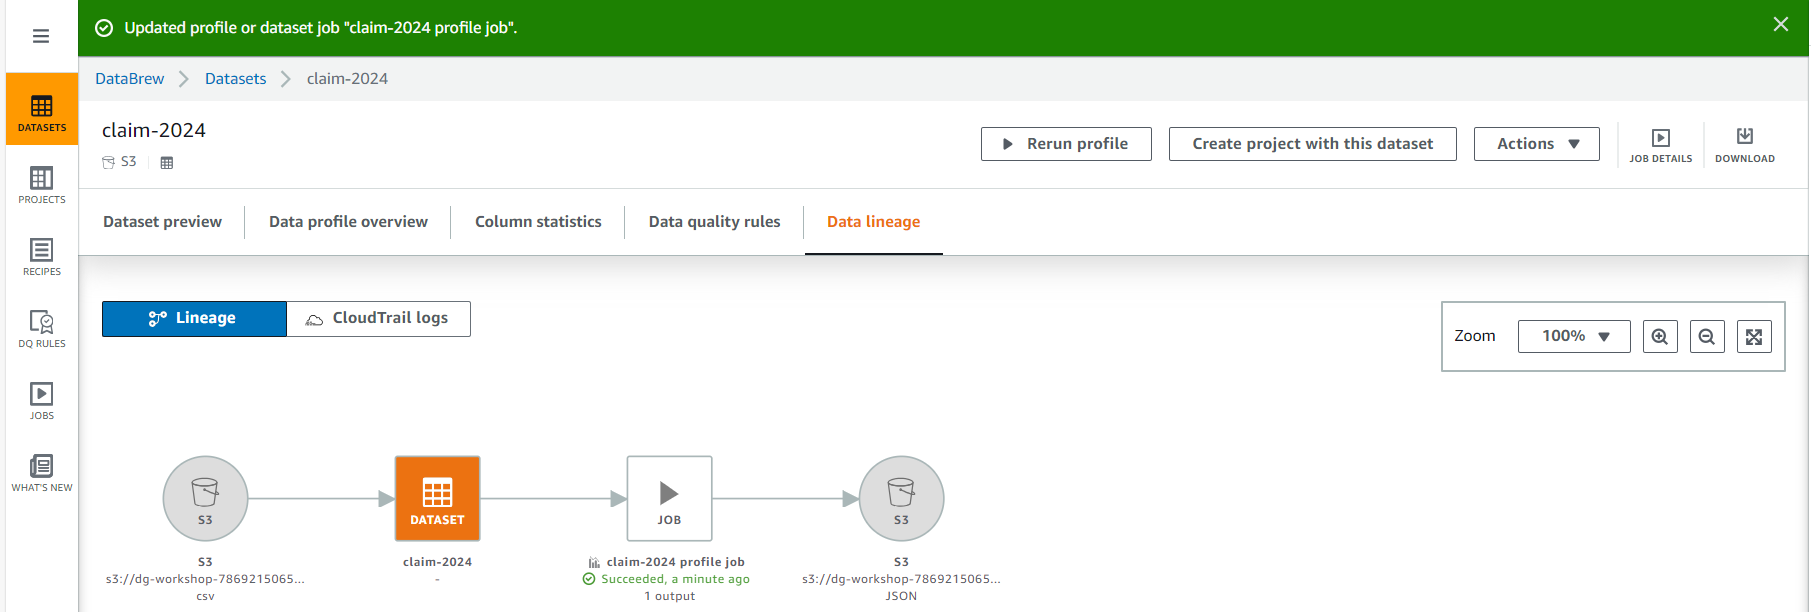 Updated profile or dataset job "claim-2024 profile job".
DataBrew > Datasets > claim-2024
claim-2024
S3
Rerun profile
Create project with this dataset
Actions
JOB DETAILS
DOWNLOAD
DATASETS
PROJECTS
RECIPES
DQ RULES
JOBS
WHAT'S NEW
Dataset preview
Data profile overview
Column statistics
Data quality rules
Data lineage
Lineage
CloudTrail logs
Zoom
100%
S3
DATASET
JOB
S3
S3
s3://dg-workshop-7869215065...
csv
claim-2024
-
claim-2024 profile job
Succeeded, a minute ago
1 output
S3
s3://dg-workshop-7869215065...
JSON